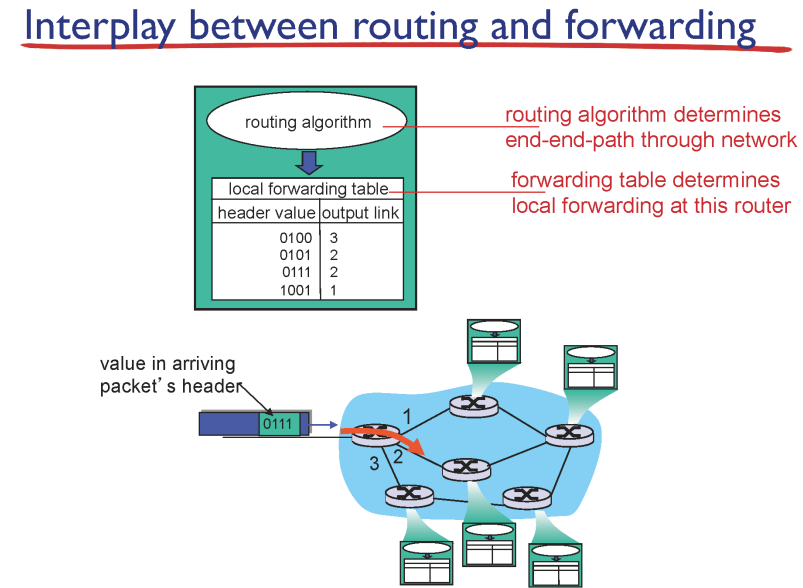 Interplay between routing and forwarding
routing algorithm
routing algorithm determines
end-end-path through network
local forwarding table
forwarding table determines
local forwarding at this router
header value output link
0100 3
0101 2
0111 2
1001 1
value in arriving
packet’s header
0111
1
2
3